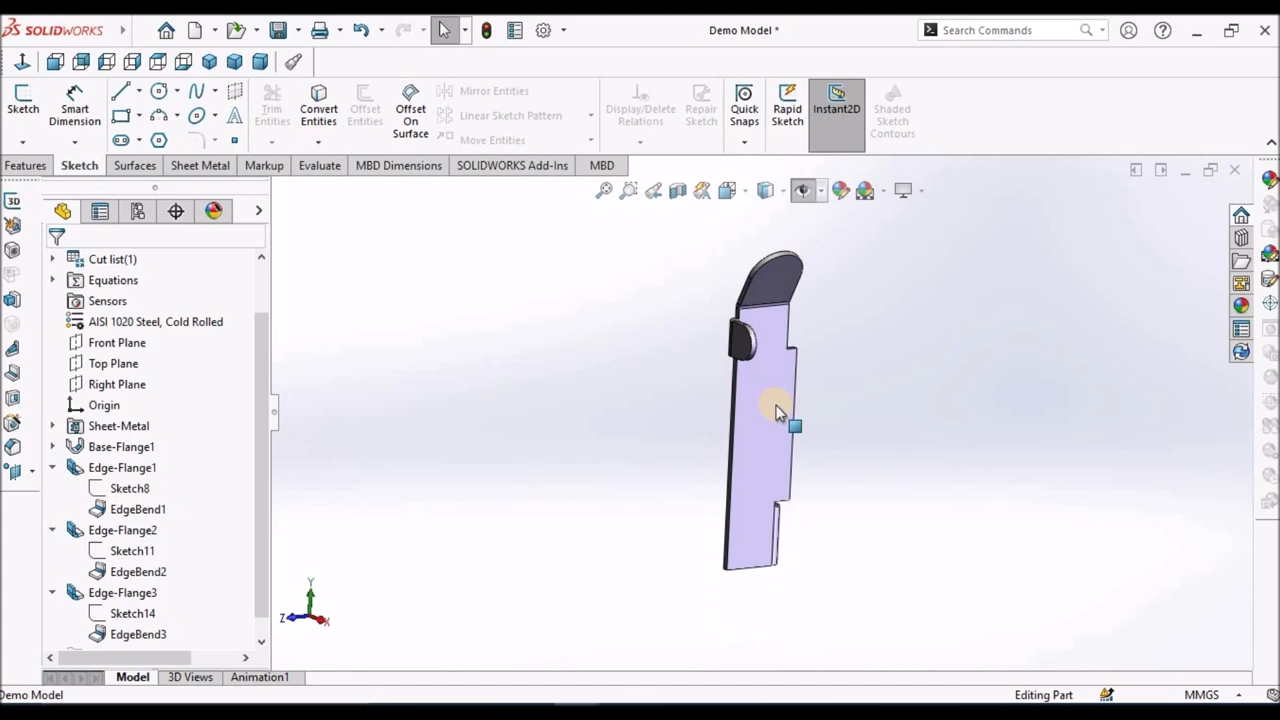 SOLIDWORKS
Demo Model *
Search Commands
Sketch
Smart Dimension
Trim Entities
Convert Entities
Offset Entities
Offset On Surface
Mirror Entities
Linear Sketch Pattern
Move Entities
Display/Delete Relations
Repair Sketch
Quick Snaps
Rapid Sketch
Instant2D
Shaded Sketch Contours
Features
Sketch
Surfaces
Sheet Metal
Markup
Evaluate
MBD Dimensions
SOLIDWORKS Add-Ins
MBD
3D
Cut list(1)
Equations
Sensors
AISI 1020 Steel, Cold Rolled
Front Plane
Top Plane
Right Plane
Origin
Sheet-Metal
Base-Flange1
Edge-Flange1
Sketch8
EdgeBend1
Edge-Flange2
Sketch11
EdgeBend2
Edge-Flange3
Sketch14
EdgeBend3
Y
Z
X
Model
3D Views
Animation1
Demo Model
Editing Part
MMGS